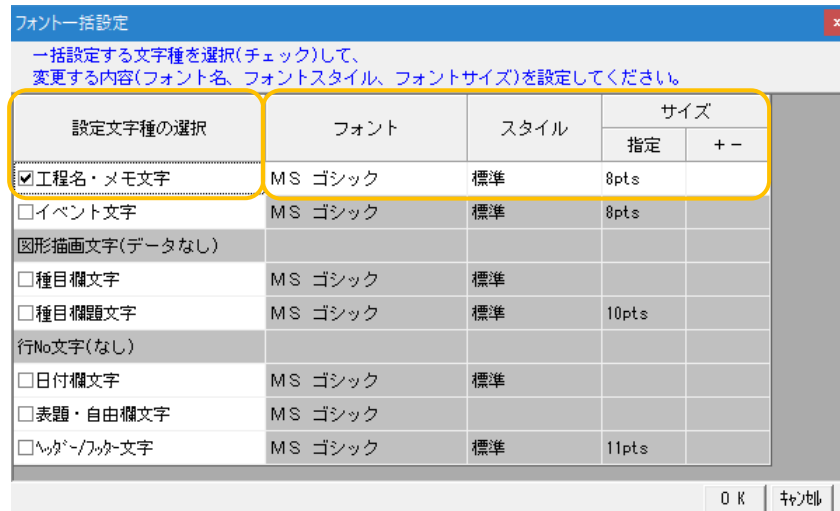 フォント一括設定 x
一括設定する文字種を選択(チェック)して、
変更する内容(フォント名、フォントスタイル、フォントサイズ)を設定してください。
設定文字種の選択 フォント スタイル サイズ
指定 + −
工程名・メモ文字 MS ゴシック 標準 8pts
イベント文字 MS ゴシック 標準 8pts
図形描画文字(データなし)
種目欄文字 MS ゴシック 標準
種目欄題文字 MS ゴシック 標準 10pts
行No文字(なし)
日付欄文字 MS ゴシック 標準
表題・自由欄文字 MS ゴシック
ヘッダー/フッター文字 MS ゴシック 標準 11pts
OK キャンセル